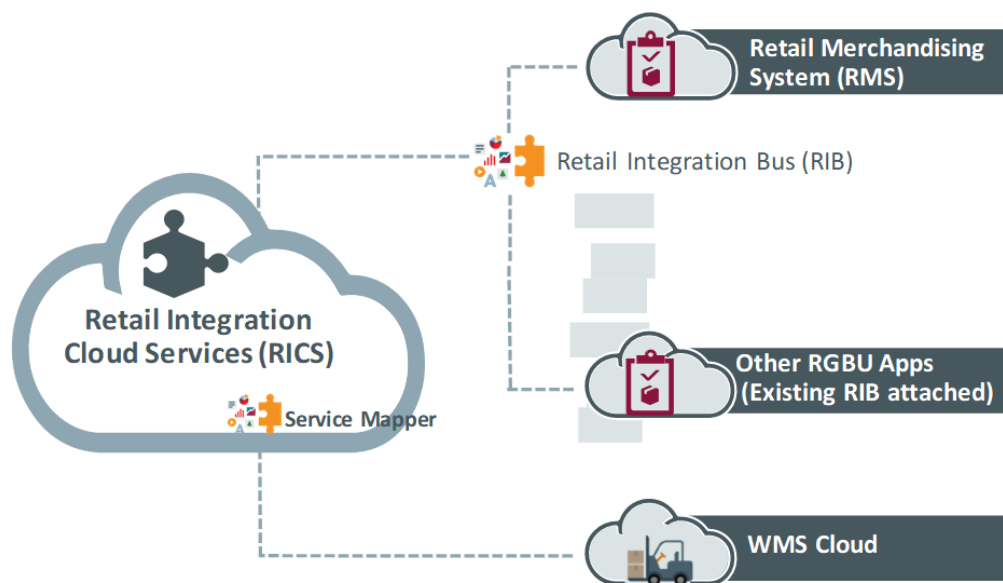 Retail Merchandising
System (RMS)
Retail Integration Bus (RIB)
Retail Integration
Cloud Services (RICS)
Service Mapper
Other RGBU Apps
(Existing RIB attached)
WMS Cloud